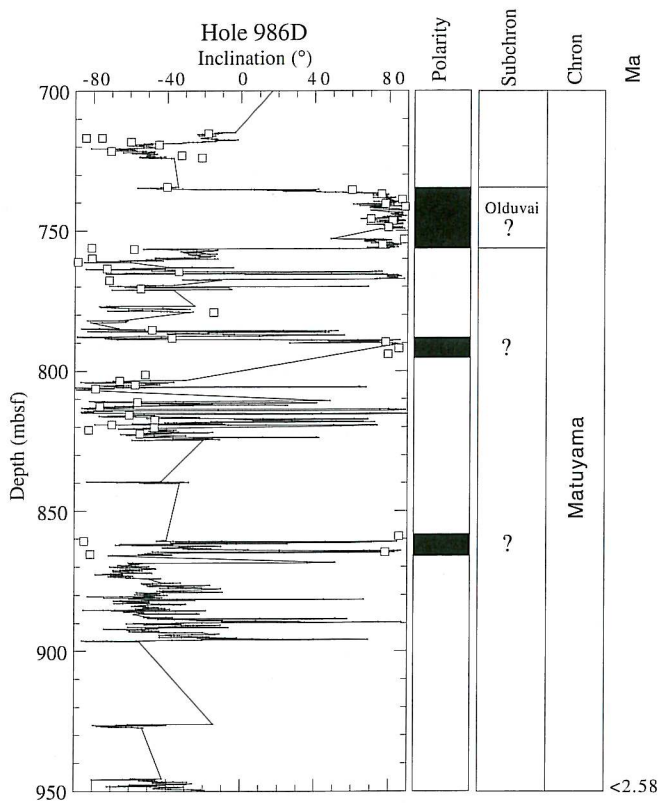 Hole 986D
Inclination (°)
-80 -40 0 40 80
Polarity
Subchron
Chron
Ma
700
750
800
850
900
950
Depth (mbsf)
Olduvai
?
?
?
Matuyama
<2.58